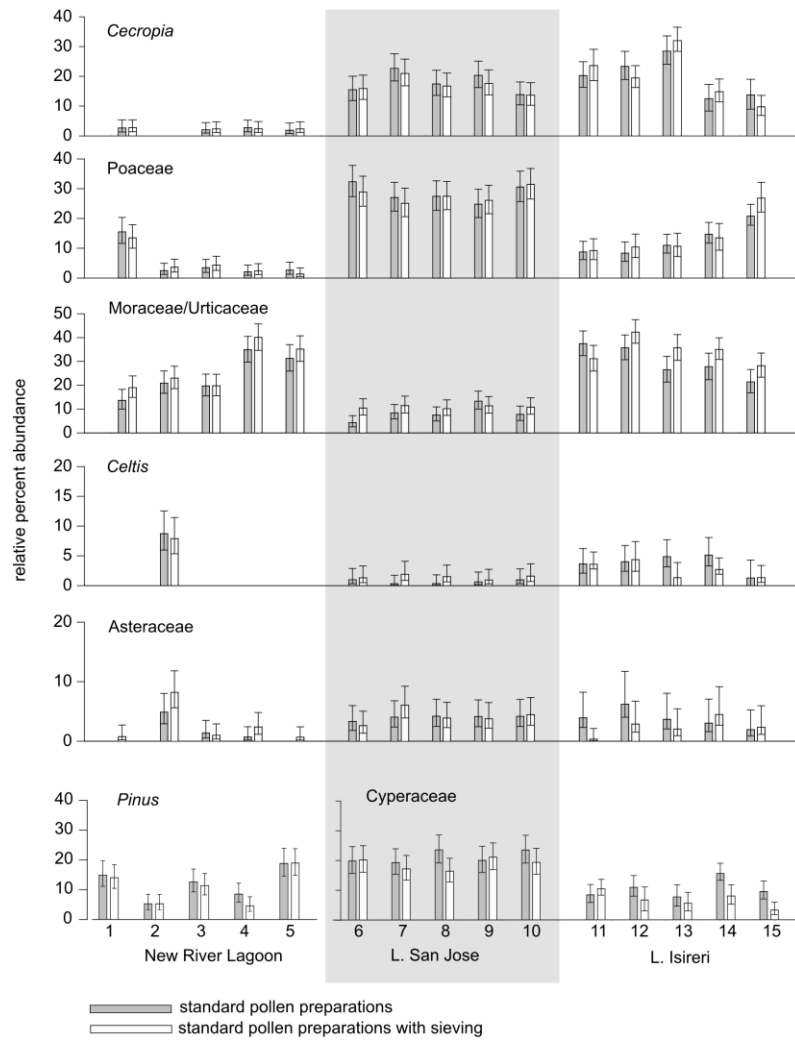 relative percent abundance
Cecropia
40
30
20
10
0
Poaceae
40
30
20
10
0
Moraceae/Urticaceae
50
40
30
20
10
0
Celtis
20
15
10
5
0
Asteraceae
20
10
0
Pinus
Cyperaceae
40
30
20
10
0
1 2 3 4 5 6 7 8 9 10 11 12 13 14 15
New River Lagoon L. San Jose L. Isireri
standard pollen preparations
standard pollen preparations with sieving